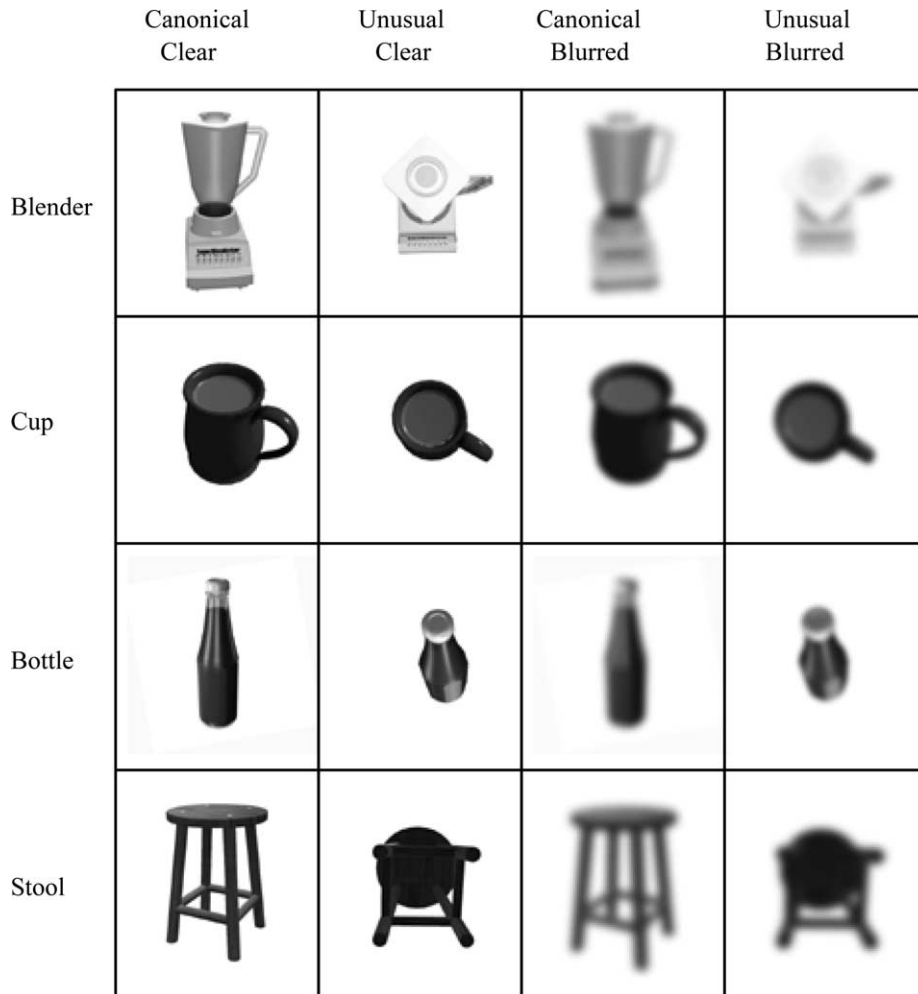 Canonical Unusual Canonical Unusual
Clear Clear Blurred Blurred
Blender
Cup
Bottle
Stool